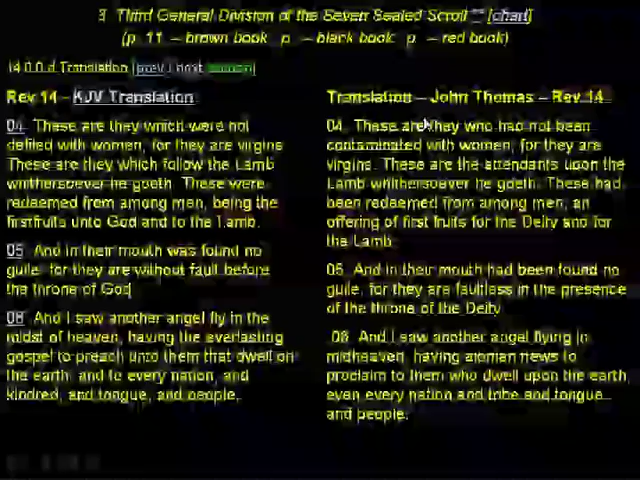 3 Third General Division of the Seven Sealed Scroll [chart]
(p. 11 – brown book p. – black book p. – red book)
14.0.0.d Translation
Rev 14 – KJV Translation
04 These are they which were not
defiled with women, for they are virgins.
These are they which follow the Lamb
whithersoever he goeth. These were
redeemed from among men, being the
firstfruits unto God and to the Lamb.
05 And in their mouth was found no
guile: for they are without fault before
the throne of God
06 And I saw another angel fly in the
midst of heaven, having the everlasting
gospel to preach unto them that dwell on
the earth, and to every nation, and
kindred, and tongue, and people,
Translation – John Thomas – Rev 14
04 These are they who had not been
contaminated with women, for they are
virgins. These are the attendants upon the
Lamb whithersoever he goeth. These had
been redeemed from among men, an
offering of first fruits for the Deity and for
the Lamb.
05 And in their mouth had been found no
guile, for they are faultless in the presence
of the throne of the Deity.
06 And I saw another angel flying in
midheaven, having aionian news to
proclaim to them who dwell upon the earth,
even every nation and tribe and tongue
and people.